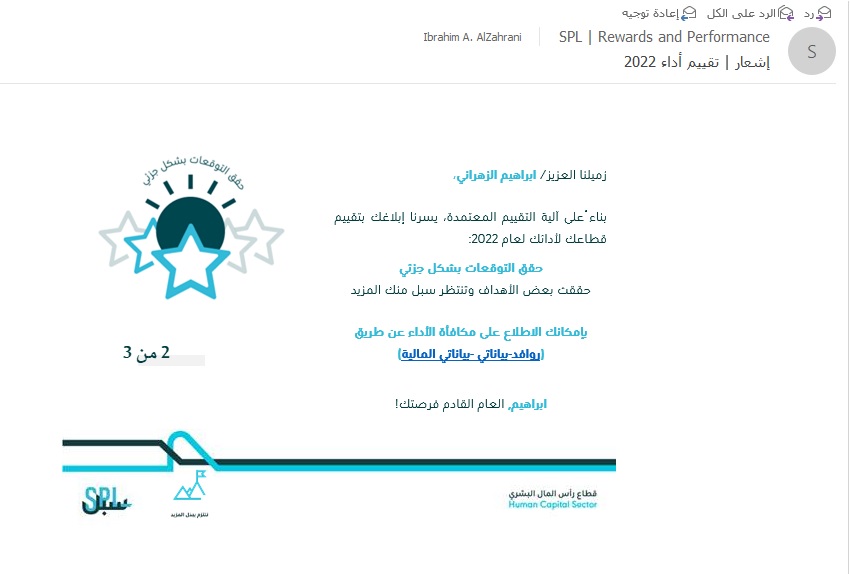 رد الرد على الكل إعادة توجيه
SPL | Rewards and Performance Ibrahim A. AlZahrani
S
إشعار | تقييم أداء 2022
حقق التوقعات بشكل جزئي
زميلنا العزيز/ ابراهيم الزهراني،
بناءً على آلية التقييم المعتمدة، يسرنا إبلاغك بتقييم
قطاعك لأدائك لعام 2022:
حقق التوقعات بشكل جزئي
حققت بعض الأهداف وتنتظر سبل منك المزيد
بإمكانك الاطلاع على مكافأة الأداء عن طريق
(روافد-بياناتي -بياناتي المالية)
2 من 3
ابراهيم, العام القادم فرصتك!
قطاع رأس المال البشري
Human Capital Sector
نلتزم ببذل المزيد
SPL سبل